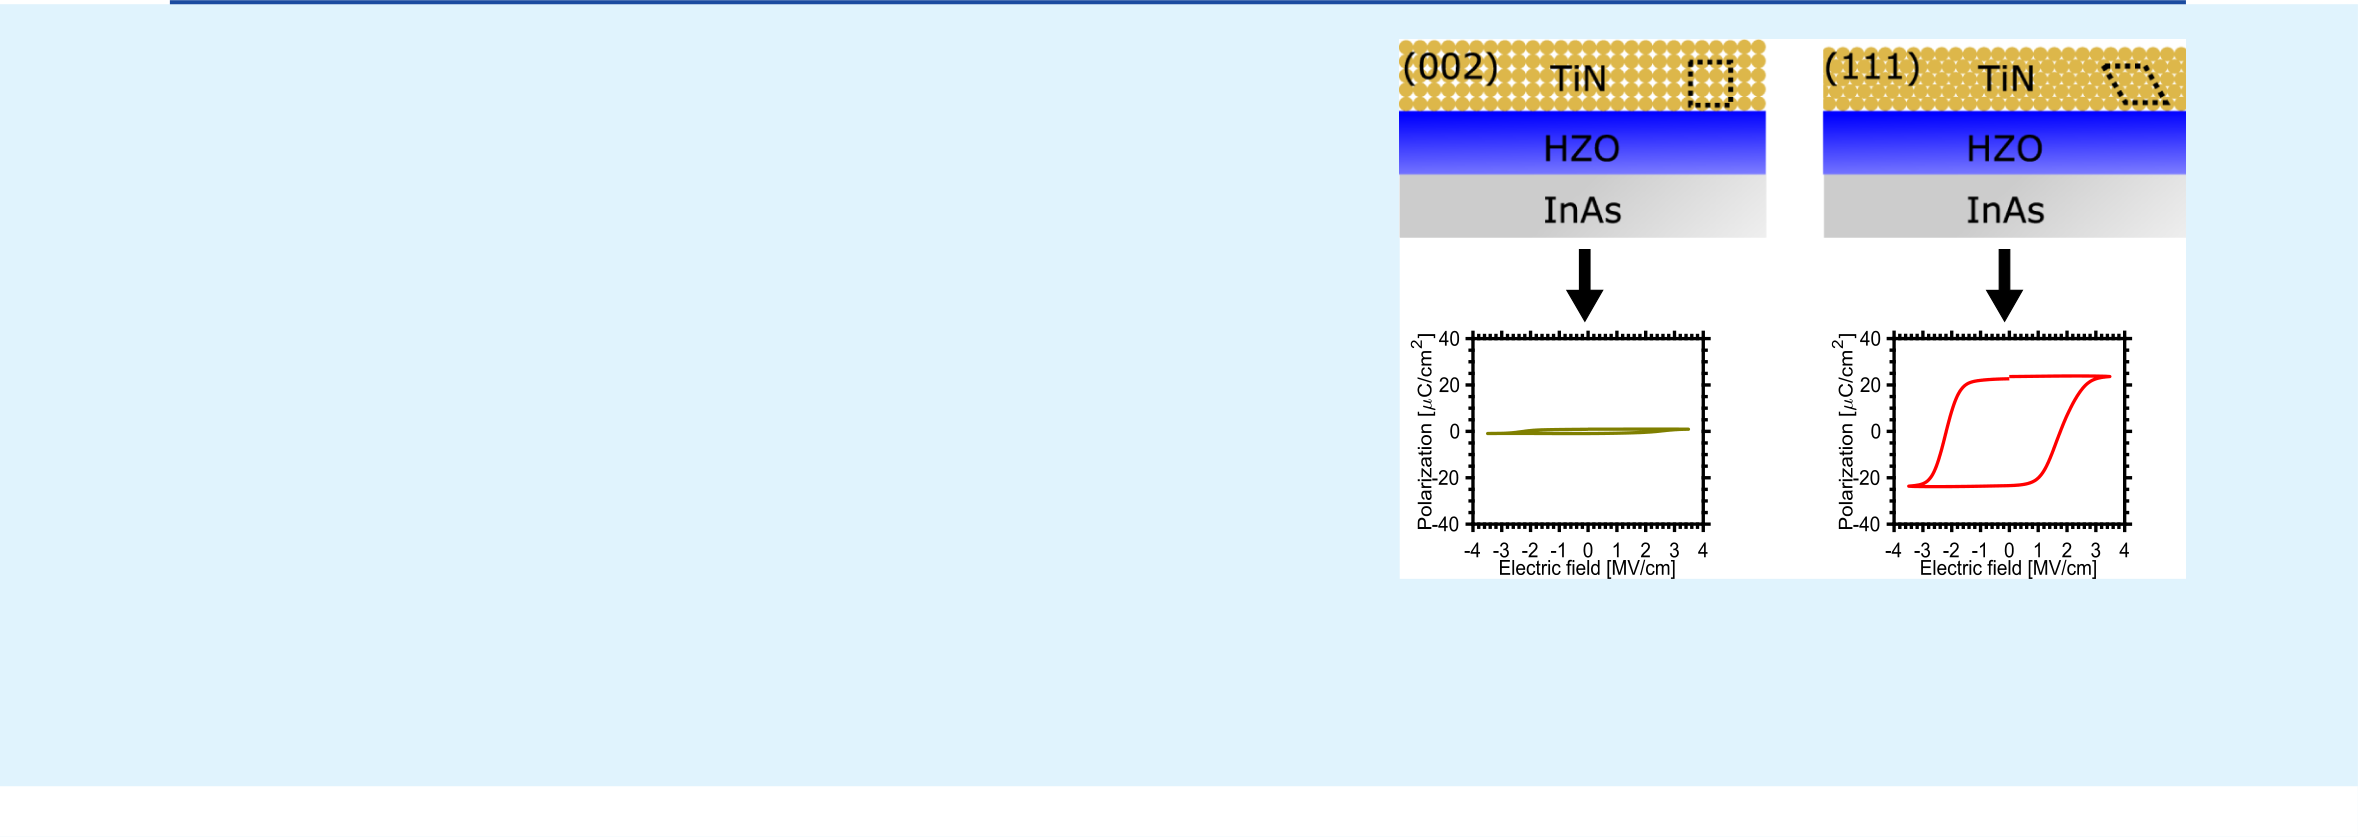 (002) TiN
HZO
InAs
Polarization [μC/cm²]
40
20
0
-20
-40
-4 -3 -2 -1 0 1 2 3 4
Electric field [MV/cm]
(111) TiN
HZO
InAs
Polarization [μC/cm²]
40
20
0
-20
-40
-4 -3 -2 -1 0 1 2 3 4
Electric field [MV/cm]